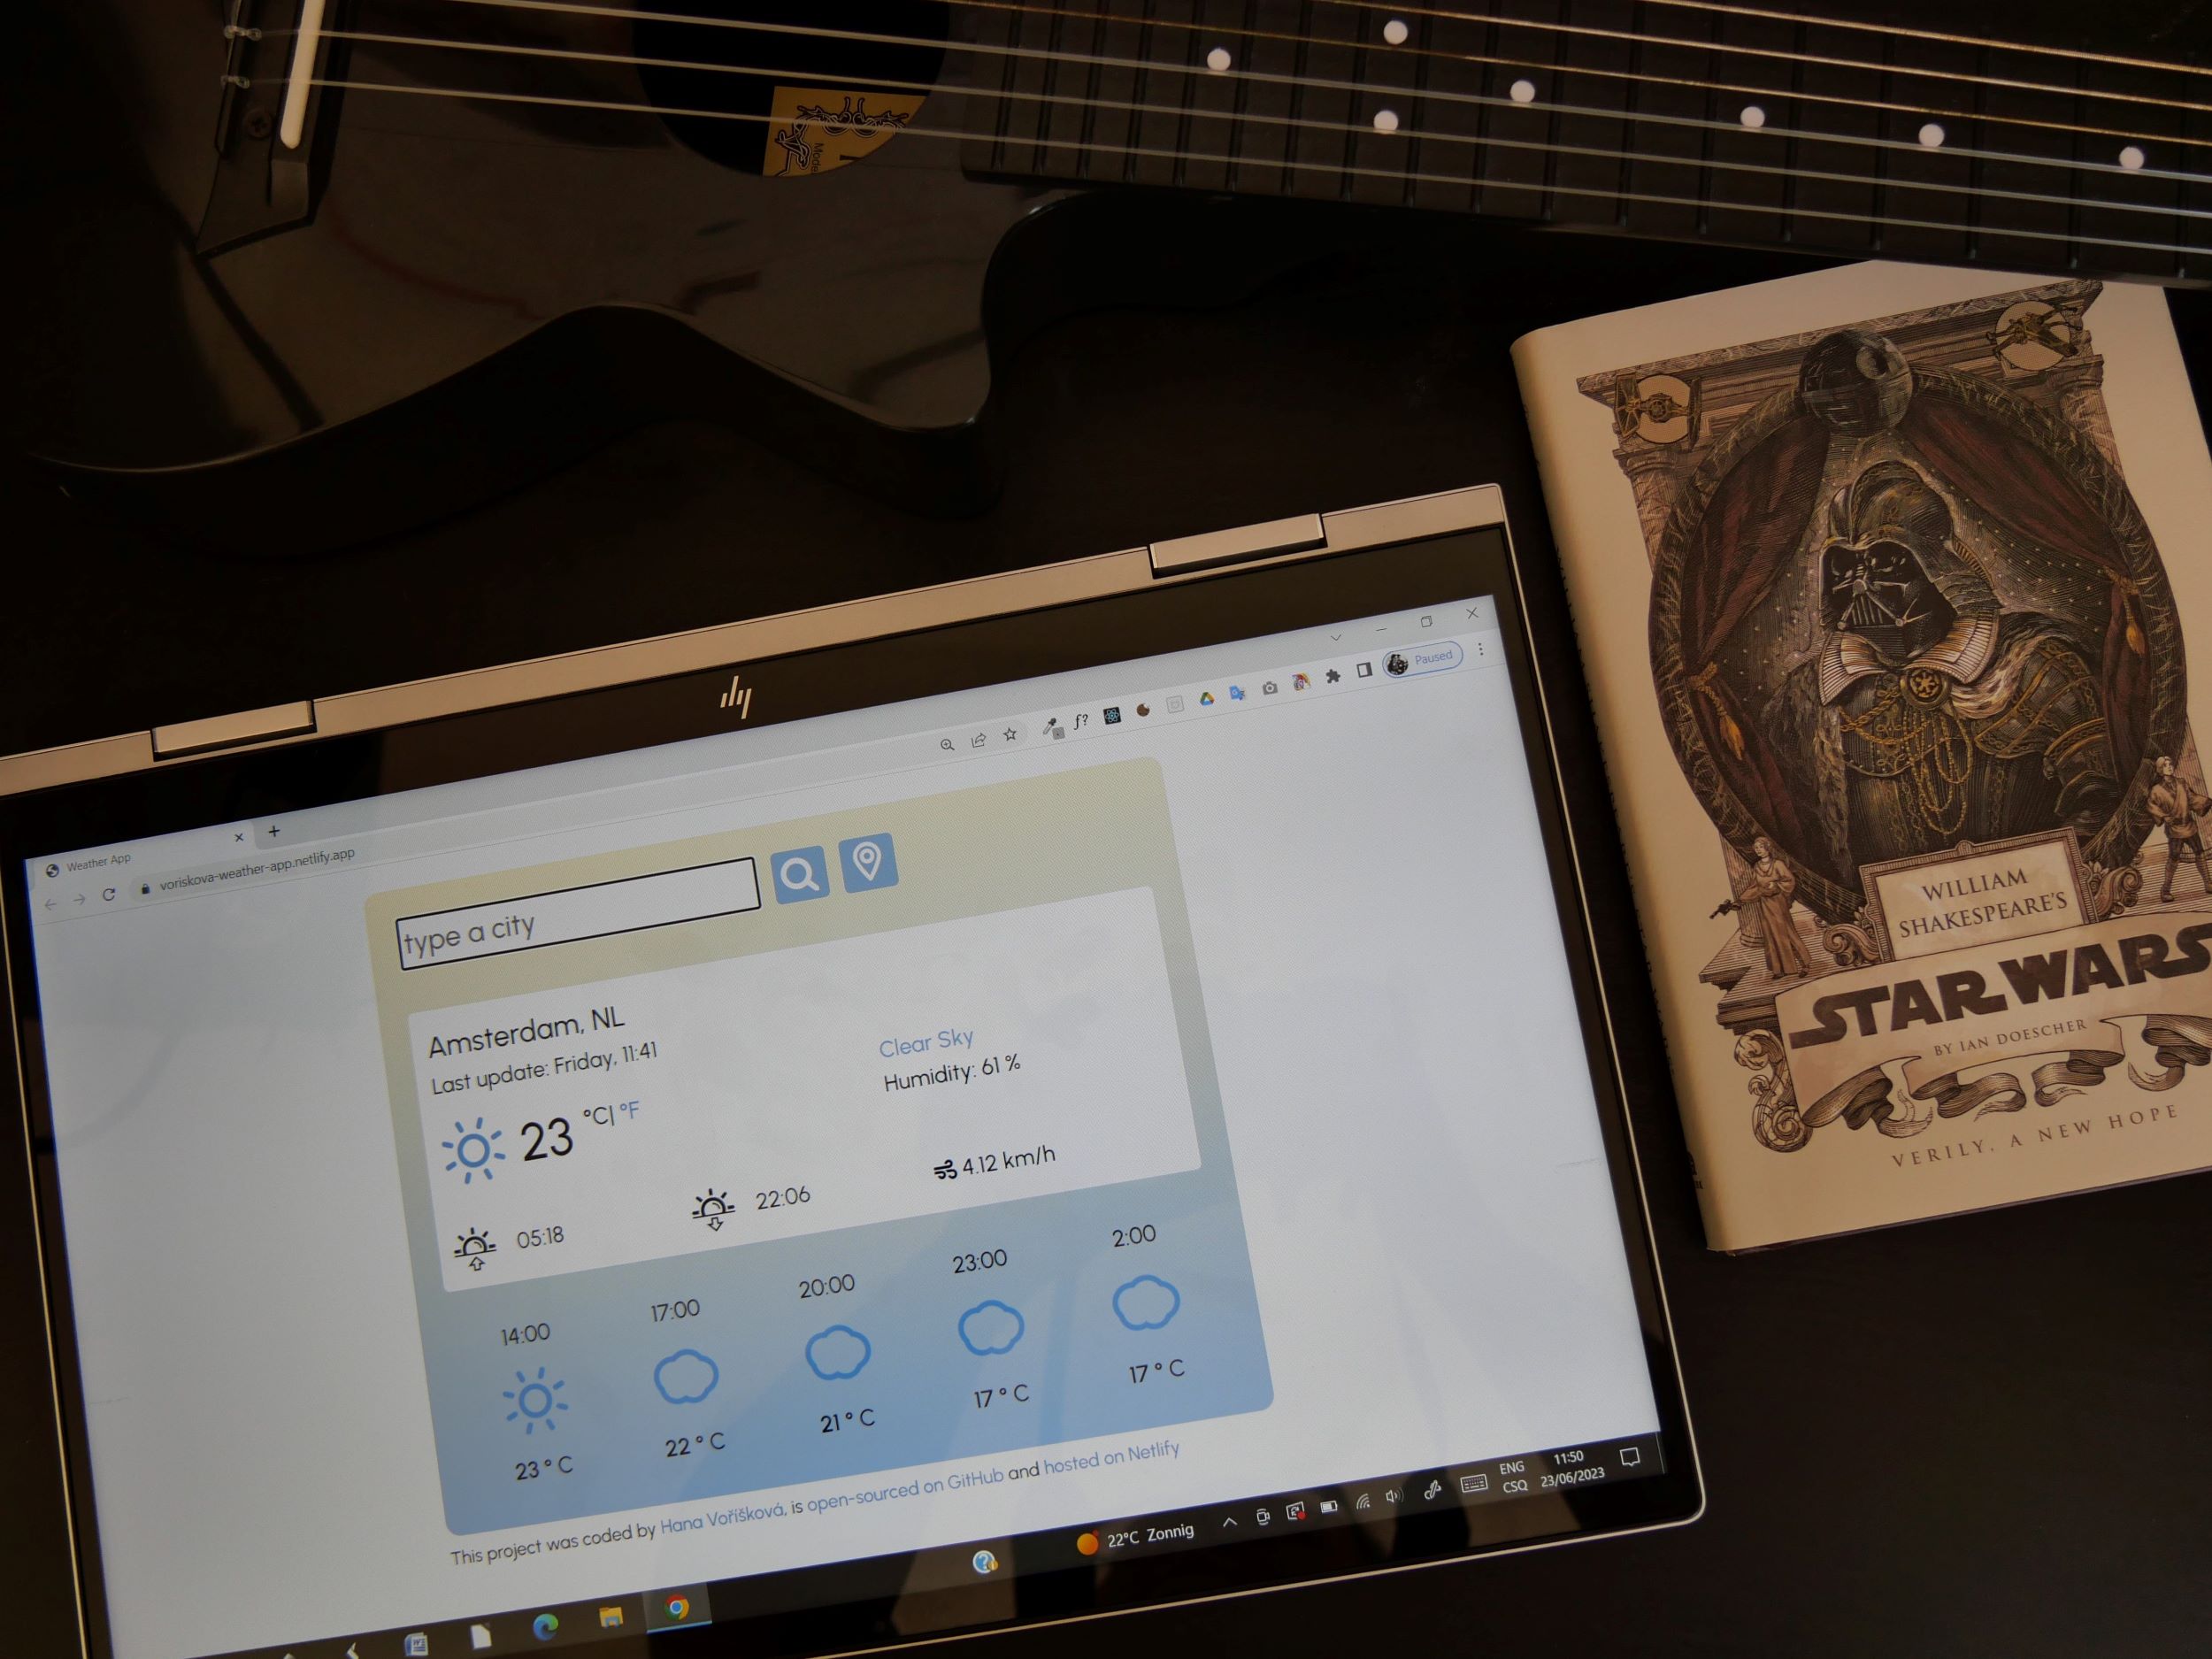 Mode
hp
Weather App
voriskova-weather-app.netlify.app
f?
Paused
type a city
Amsterdam, NL
Last update: Friday, 11:41
Clear Sky
Humidity: 61 %
23 °C| °F
05:18
22:06
4.12 km/h
14:00
17:00
20:00
23:00
2:00
23 ° C
22 ° C
21 ° C
17 ° C
17 ° C
This project was coded by Hana Voříšková, is open-sourced on GitHub and hosted on Netlify
22°C Zonnig
ENG
CSQ
11:50
23/06/2023
WILLIAM
SHAKESPEARE'S
STAR WARS
BY IAN DOESCHER
VERILY, A NEW HOPE